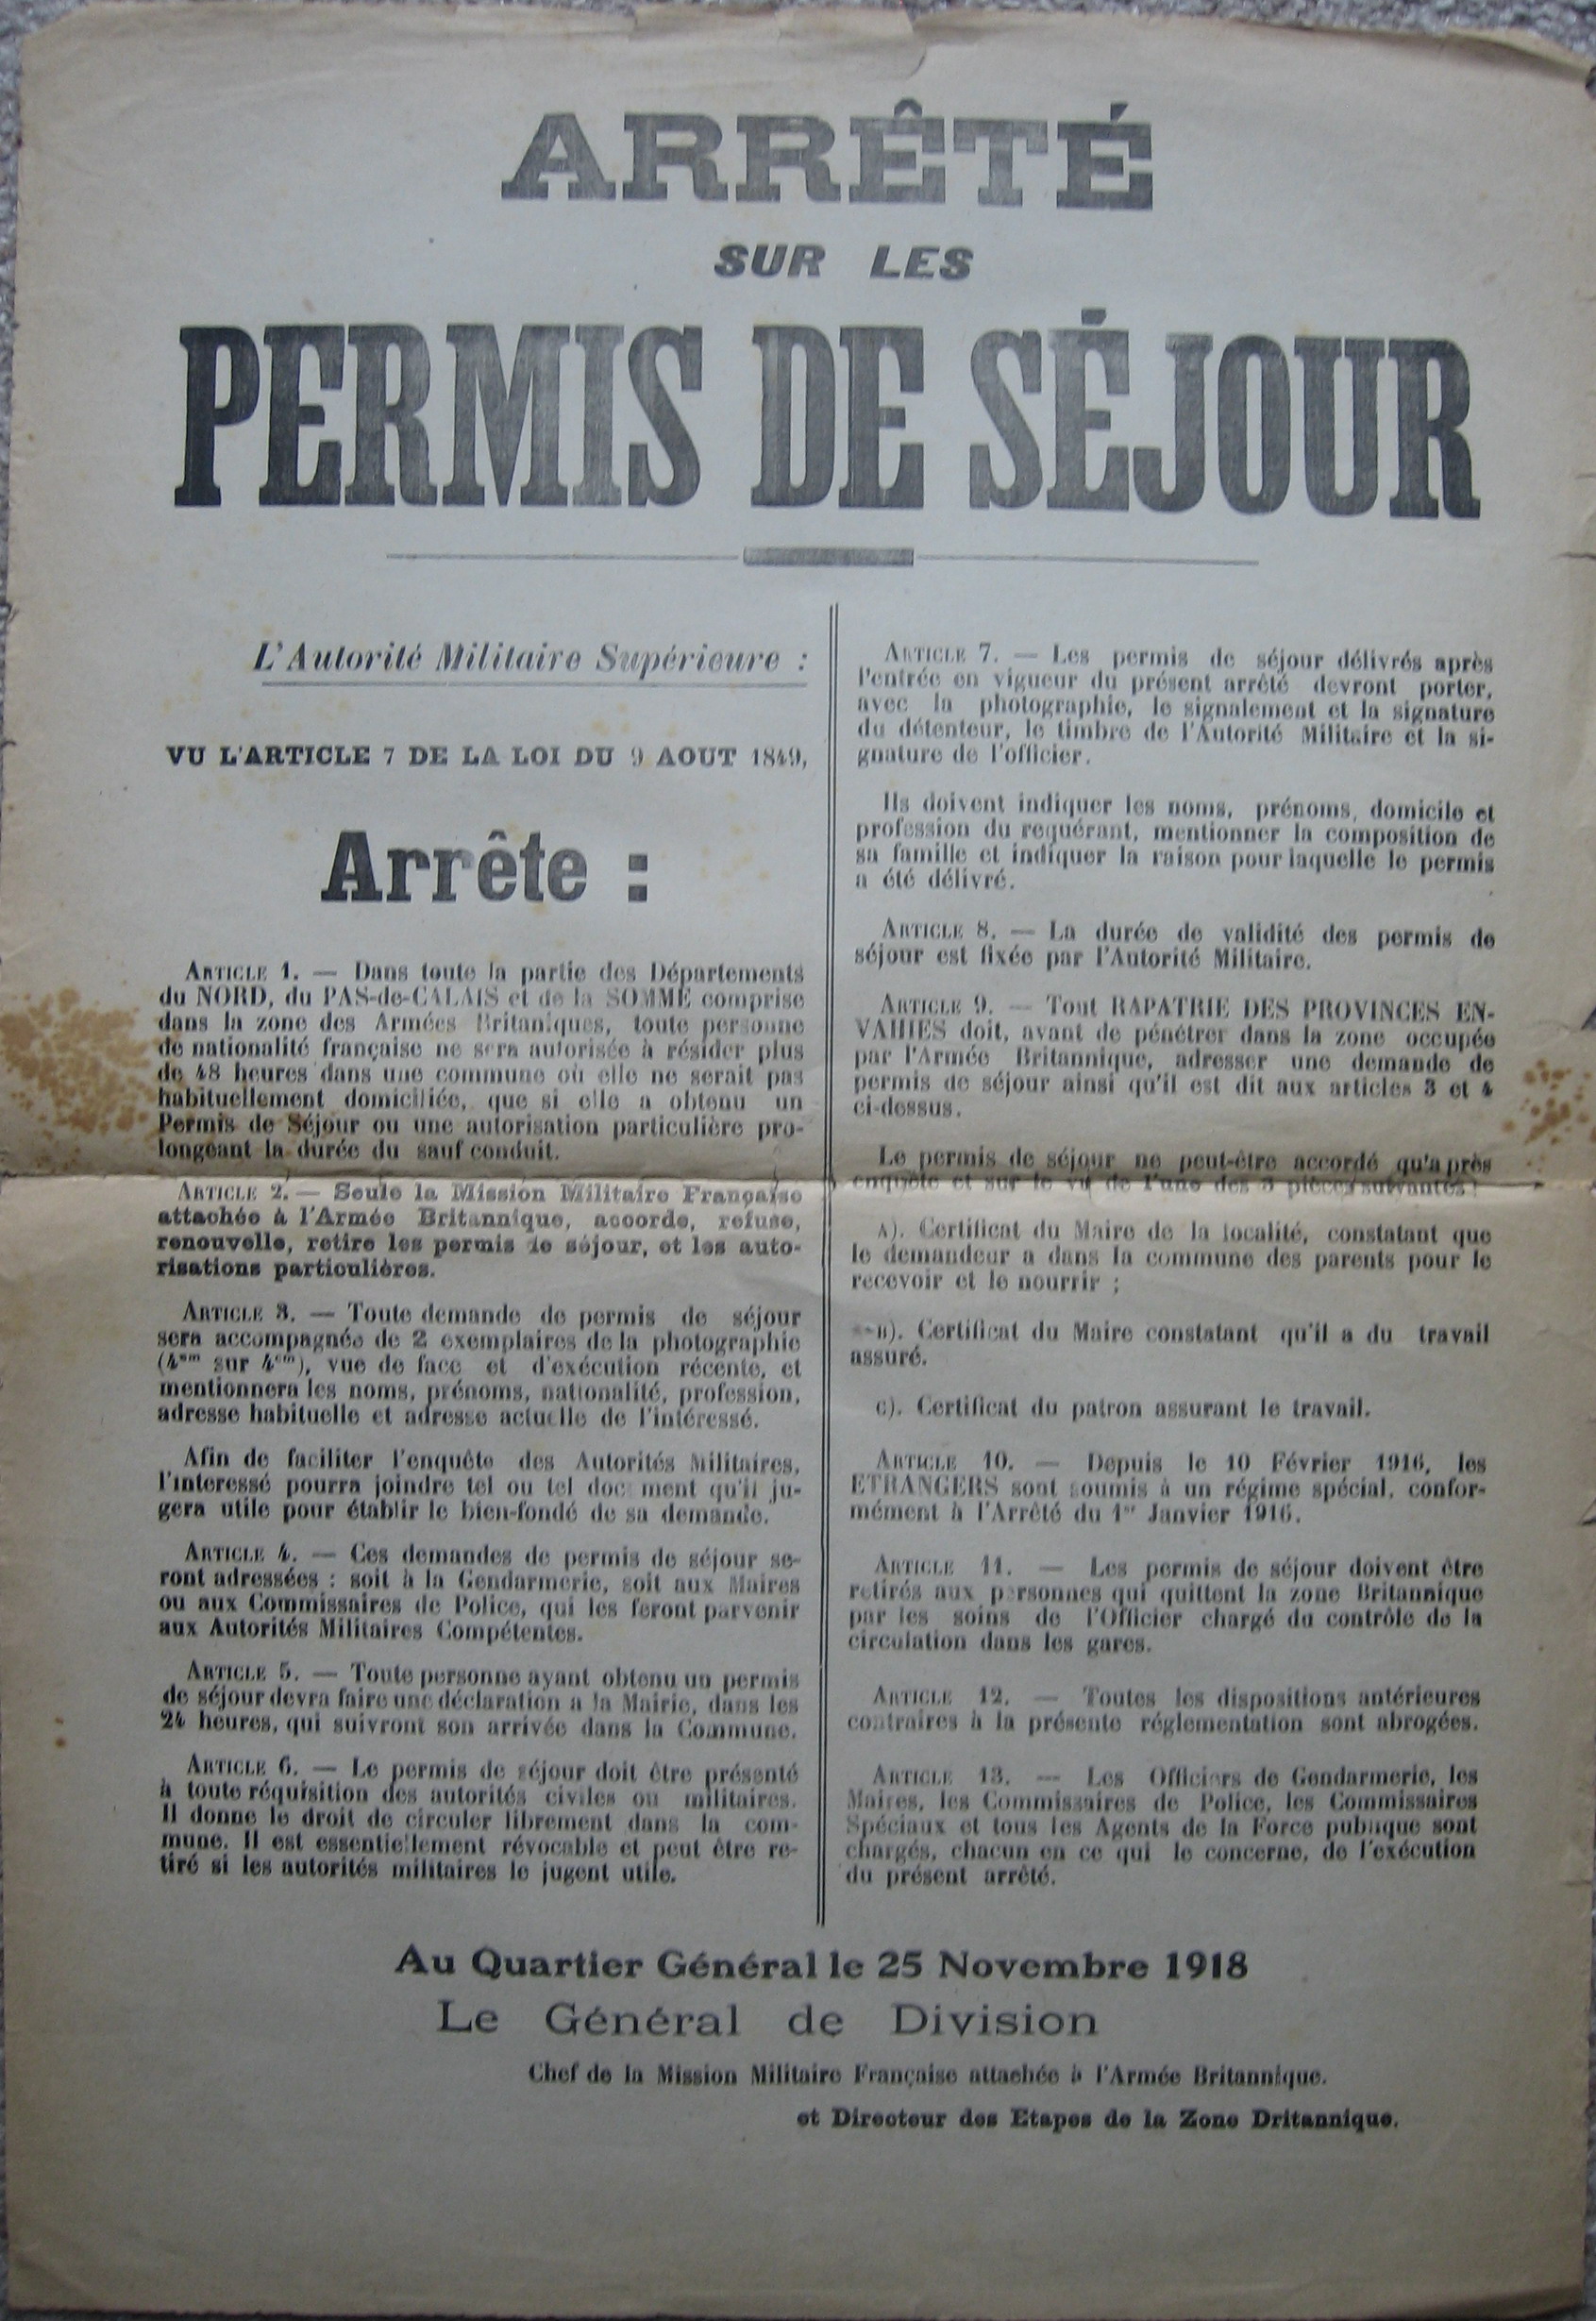 ARRÊTÉ
SUR LES
PERMIS DE SÉJOUR
L'Autorité Militaire Supérieure :
VU L'ARTICLE 7 DE LA LOI DU 9 AOUT 1849,
Arrête :
ARTICLE 1. — Dans toute la partie des Départements
du NORD, du PAS-de-CALAIS et de la SOMME comprise
dans la zone des Armées Britaniques, toute personne
de nationalité française ne sera autorisée à résider plus
de 48 heures dans une commune où elle ne serait pas
habituellement domiciliée, que si elle a obtenu un
Permis de Séjour ou une autorisation particulière pro-
longeant la durée du sauf conduit.
ARTICLE 2. — Seule la Mission Militaire Française
attachée à l'Armée Britannique, accorde, refuse,
renouvelle, retire les permis de séjour, et les auto-
risations particulières.
ARTICLE 3. — Toute demande de permis de séjour
sera accompagnée de 2 exemplaires de la photographie
(4cm sur 4cm), vue de face et d'exécution récente, et
mentionnera les noms, prénoms, nationalité, profession,
adresse habituelle et adresse actuelle de l'intéressé.
Afin de faciliter l'enquête des Autorités Militaires,
l'interessé pourra joindre tel ou tel document qu'il ju-
gera utile pour établir le bien-fondé de sa demande.
ARTICLE 4. — Ces demandes de permis de séjour se-
ront adressées : soit à la Gendarmerie, soit aux Maires
ou aux Commissaires de Police, qui les feront parvenir
aux Autorités Militaires Compétentes.
ARTICLE 5. — Toute personne ayant obtenu un permis
de séjour devra faire une déclaration a la Mairie, dans les
24 heures, qui suivront son arrivée dans la Commune.
ARTICLE 6. — Le permis de séjour doit être présenté
à toute réquisition des autorités civiles ou militaires.
Il donne le droit de circuler librement dans la com-
mune. Il est essentiellement révocable et peut être re-
tiré si les autorités militaires le jugent utile.
ARTICLE 7. — Les permis de séjour délivrés après
l'entrée en vigueur du présent arrêté devront porter,
avec la photographie, le signalement et la signature
du détenteur, le timbre de l'Autorité Militaire et la si-
gnature de l'officier.
Ils doivent indiquer les noms, prénoms, domicile et
profession du requérant, mentionner la composition de
sa famille et indiquer la raison pour laquelle le permis
a été délivré.
ARTICLE 8. — La durée de validité des permis de
séjour est fixée par l'Autorité Militaire.
ARTICLE 9. — Tout RAPATRIE DES PROVINCES EN-
VAHIES doit, avant de pénétrer dans la zone occupée
par l'Armée Britannique, adresser une demande de
permis de séjour ainsi qu'il est dit aux articles 3 et 4
ci-dessus.
Le permis de séjour ne peut-être accordé qu'après
enquête et sur le vu de l'une des 3 pièces suivantes :
A). Certificat du Maire de la localité, constatant que
le demandeur a dans la commune des parents pour le
recevoir et le nourrir ;
B). Certificat du Maire constatant qu'il a du travail
assuré.
C). Certificat du patron assurant le travail.
ARTICLE 10. — Depuis le 10 Février 1916, les
ETRANGERS sont soumis à un régime spécial, confor-
mément à l'Arrêté du 1er Janvier 1916.
ARTICLE 11. — Les permis de séjour doivent être
retirés aux personnes qui quittent la zone Britannique
par les soins de l'Officier chargé du contrôle de la
circulation dans les gares.
ARTICLE 12. — Toutes les dispositions antérieures
contraires à la présente réglementation sont abrogées.
ARTICLE 13. — Les Officiers de Gendarmerie, les
Maires, les Commissaires de Police, les Commissaires
Spéciaux et tous les Agents de la Force publique sont
chargés, chacun en ce qui le concerne, de l'exécution
du présent arrêté.
Au Quartier Général le 25 Novembre 1918
Le Général de Division
Chef de la Mission Militaire Française attachée à l'Armée Britannique.
et Directeur des Etapes de la Zone Dritannique.